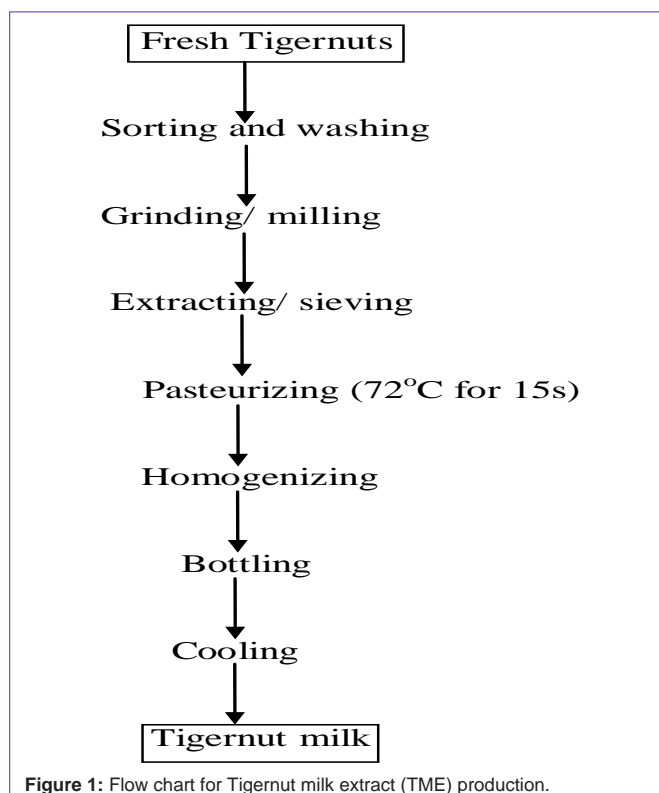 Fresh Tigernuts
Sorting and washing
Grinding/ milling
Extracting/ sieving
Pasteurizing (72°C for 15s)
Homogenizing
Bottling
Cooling
Tigernut milk
Figure 1: Flow chart for Tigernut milk extract (TME) production.